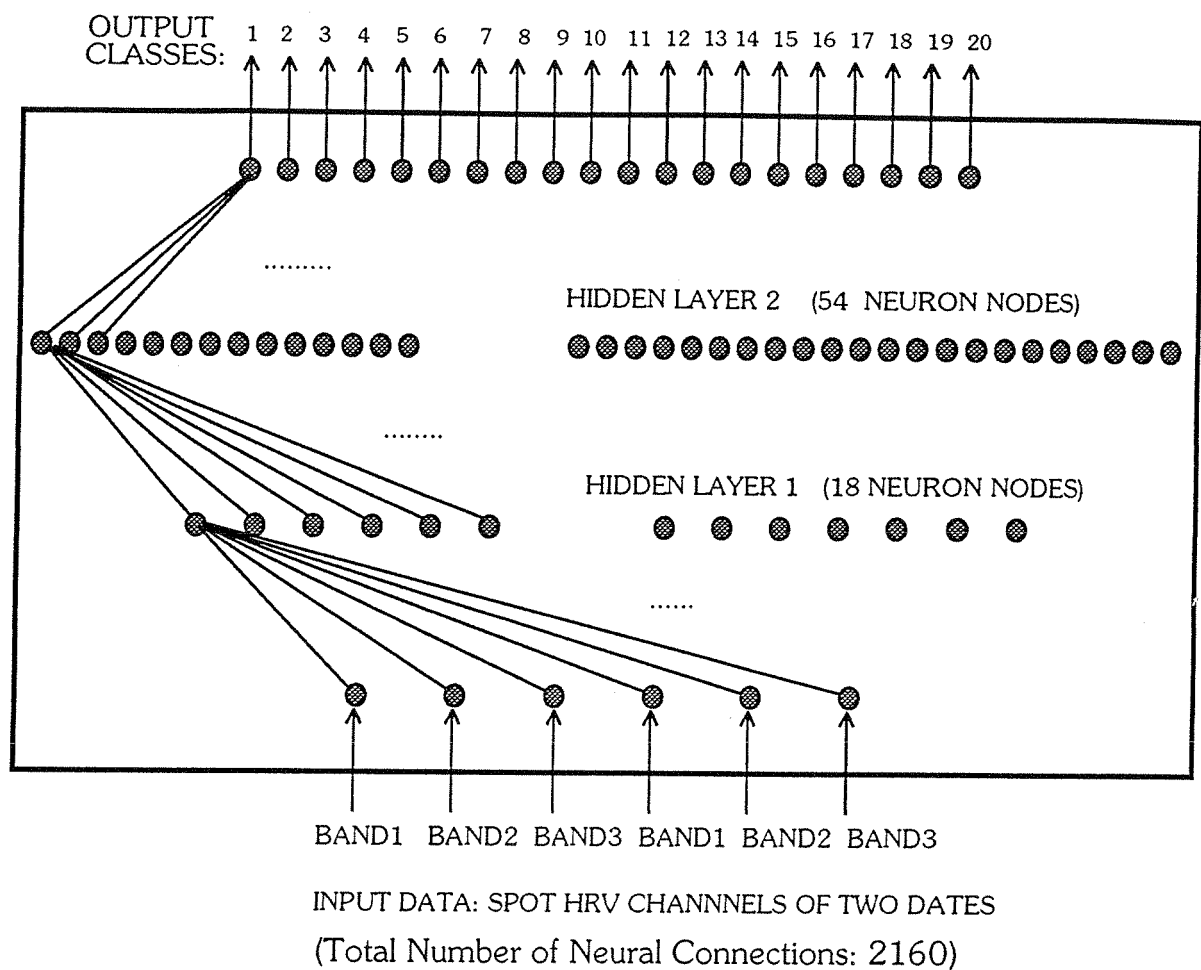 OUTPUT
CLASSES: 1 2 3 4 5 6 7 8 9 10 11 12 13 14 15 16 17 18 19 20
.........
HIDDEN LAYER 2 (54 NEURON NODES)
........
HIDDEN LAYER 1 (18 NEURON NODES)
......
BAND1 BAND2 BAND3 BAND1 BAND2 BAND3
INPUT DATA: SPOT HRV CHANNNELS OF TWO DATES
(Total Number of Neural Connections: 2160)